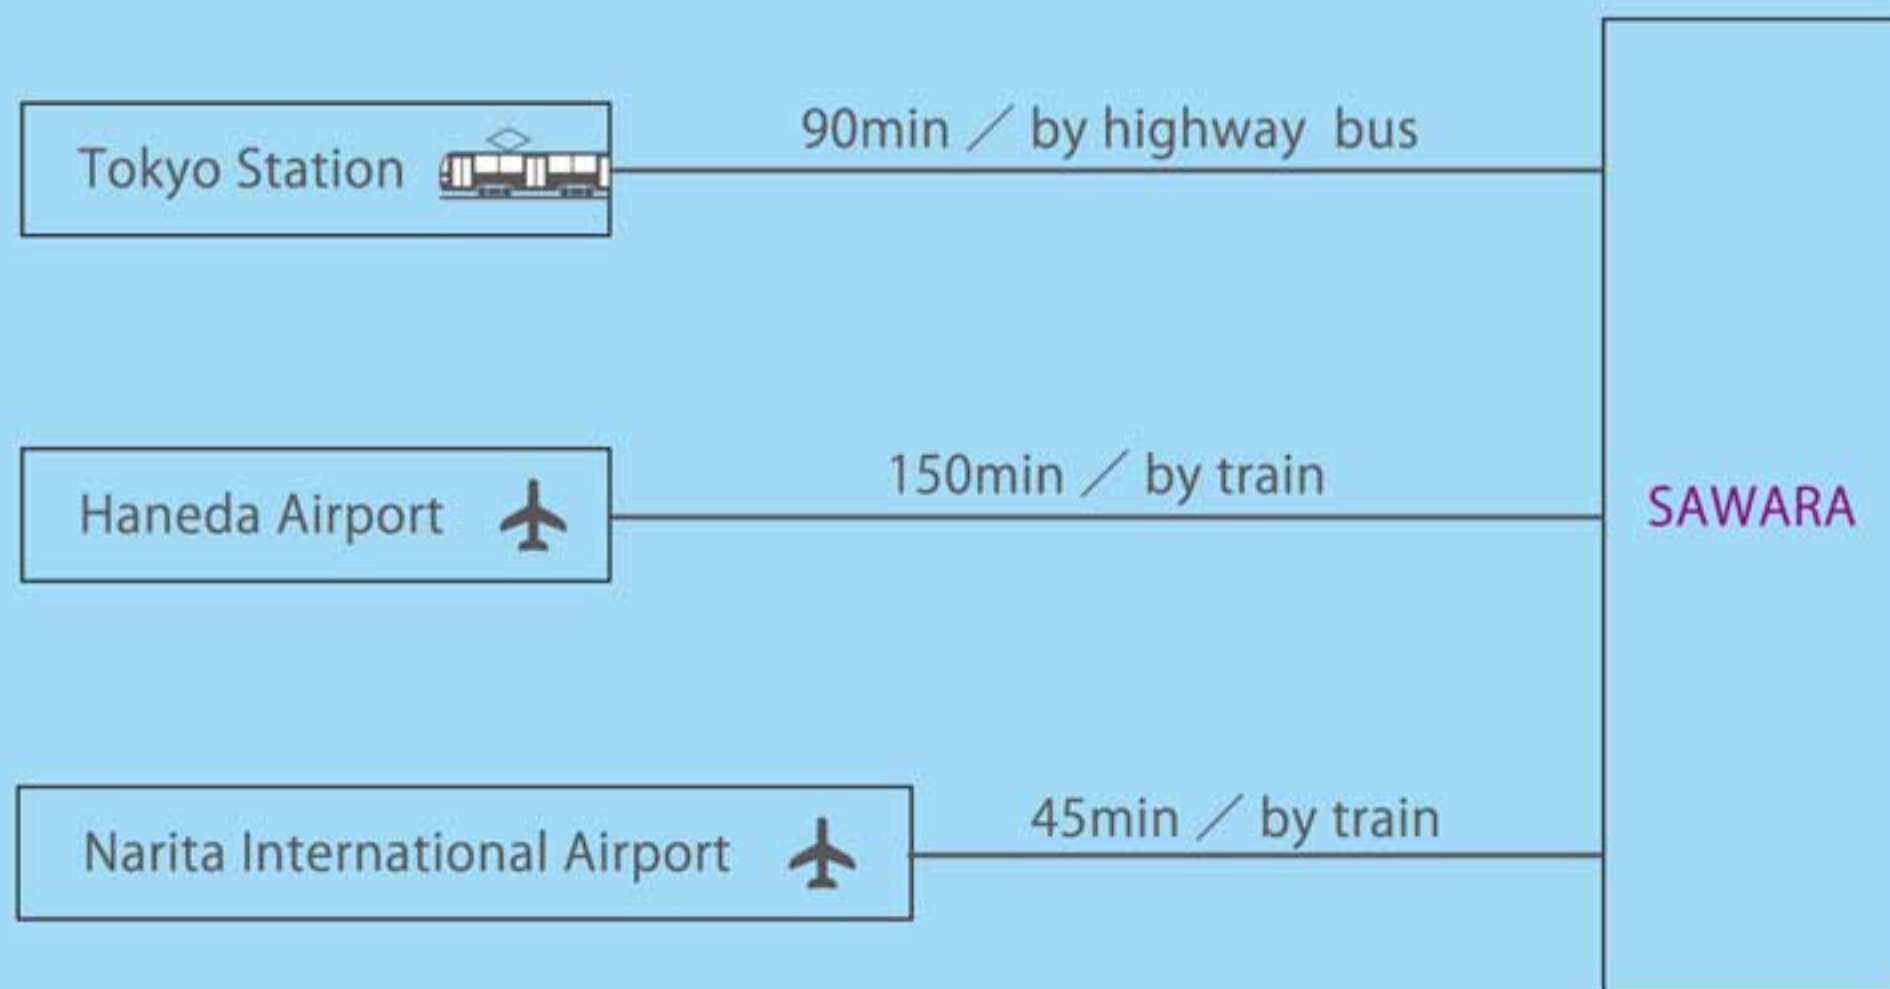 Tokyo Station
90min ／ by highway bus
Haneda Airport
150min ／ by train
SAWARA
Narita International Airport
45min ／ by train